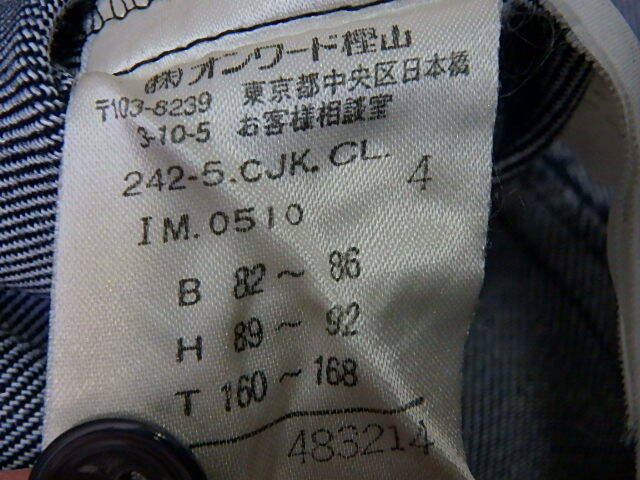 ㈱オンワード樫山
〒103-8239 東京都中央区日本橋
3-10-5 お客様相談室
242-5.CJK.CL. 4
IM.0510
B 82～86
H 89～92
T 160～168
483214